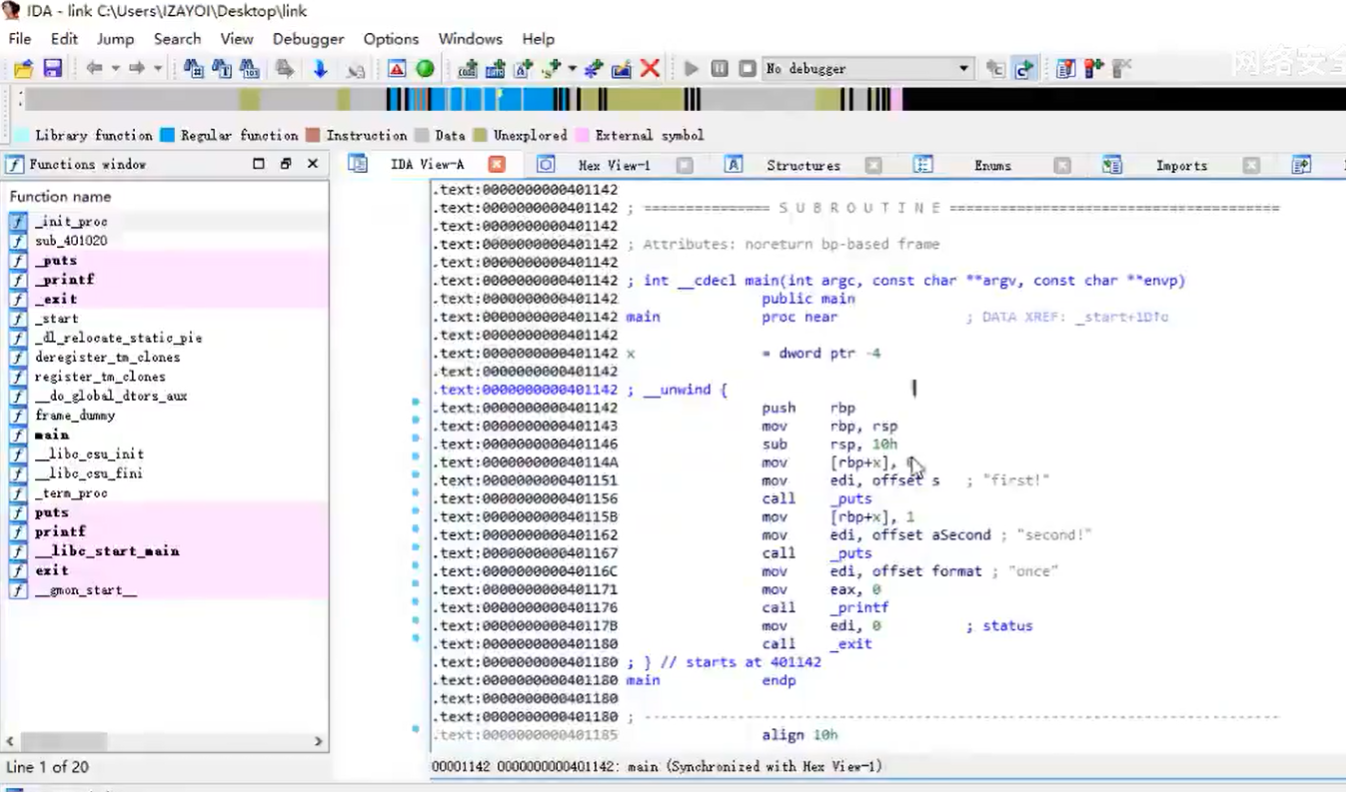 IDA - link C:\Users\IZAYOI\Desktop\link
File Edit Jump Search View Debugger Options Windows Help
No debugger
网络安全
Library function Regular function Instruction Data Unexplored External symbol
Functions window
Function name
_init_proc
sub_401020
_puts
_printf
_exit
_start
_dl_relocate_static_pie
deregister_tm_clones
register_tm_clones
__do_global_dtors_aux
frame_dummy
main
__libc_csu_init
__libc_csu_fini
_term_proc
puts
printf
__libc_start_main
exit
__gmon_start__
Line 1 of 20
IDA View-A Hex View-1 Structures Enums Imports
.text:0000000000401142
.text:0000000000401142 ; =============== S U B R O U T I N E =======================================
.text:0000000000401142
.text:0000000000401142 ; Attributes: noreturn bp-based frame
.text:0000000000401142
.text:0000000000401142 ; int __cdecl main(int argc, const char **argv, const char **envp)
.text:0000000000401142 public main
.text:0000000000401142 main proc near ; DATA XREF: _start+1D↑o
.text:0000000000401142
.text:0000000000401142 x = dword ptr -4
.text:0000000000401142
.text:0000000000401142 ; __unwind {
.text:0000000000401142 push rbp
.text:0000000000401143 mov rbp, rsp
.text:0000000000401146 sub rsp, 10h
.text:000000000040114A mov [rbp+x],
.text:0000000000401151 mov edi, offset s ; "first!"
.text:0000000000401156 call _puts
.text:000000000040115B mov [rbp+x], 1
.text:0000000000401162 mov edi, offset aSecond ; "second!"
.text:0000000000401167 call _puts
.text:000000000040116C mov edi, offset format ; "once"
.text:0000000000401171 mov eax, 0
.text:0000000000401176 call _printf
.text:000000000040117B mov edi, 0 ; status
.text:0000000000401180 call _exit
.text:0000000000401180 ; } // starts at 401142
.text:0000000000401180 main endp
.text:0000000000401180
.text:0000000000401180 ; ---------------------------------------------------------------------------
.text:0000000000401185 align 10h
00001142 0000000000401142: main (Synchronized with Hex View-1)